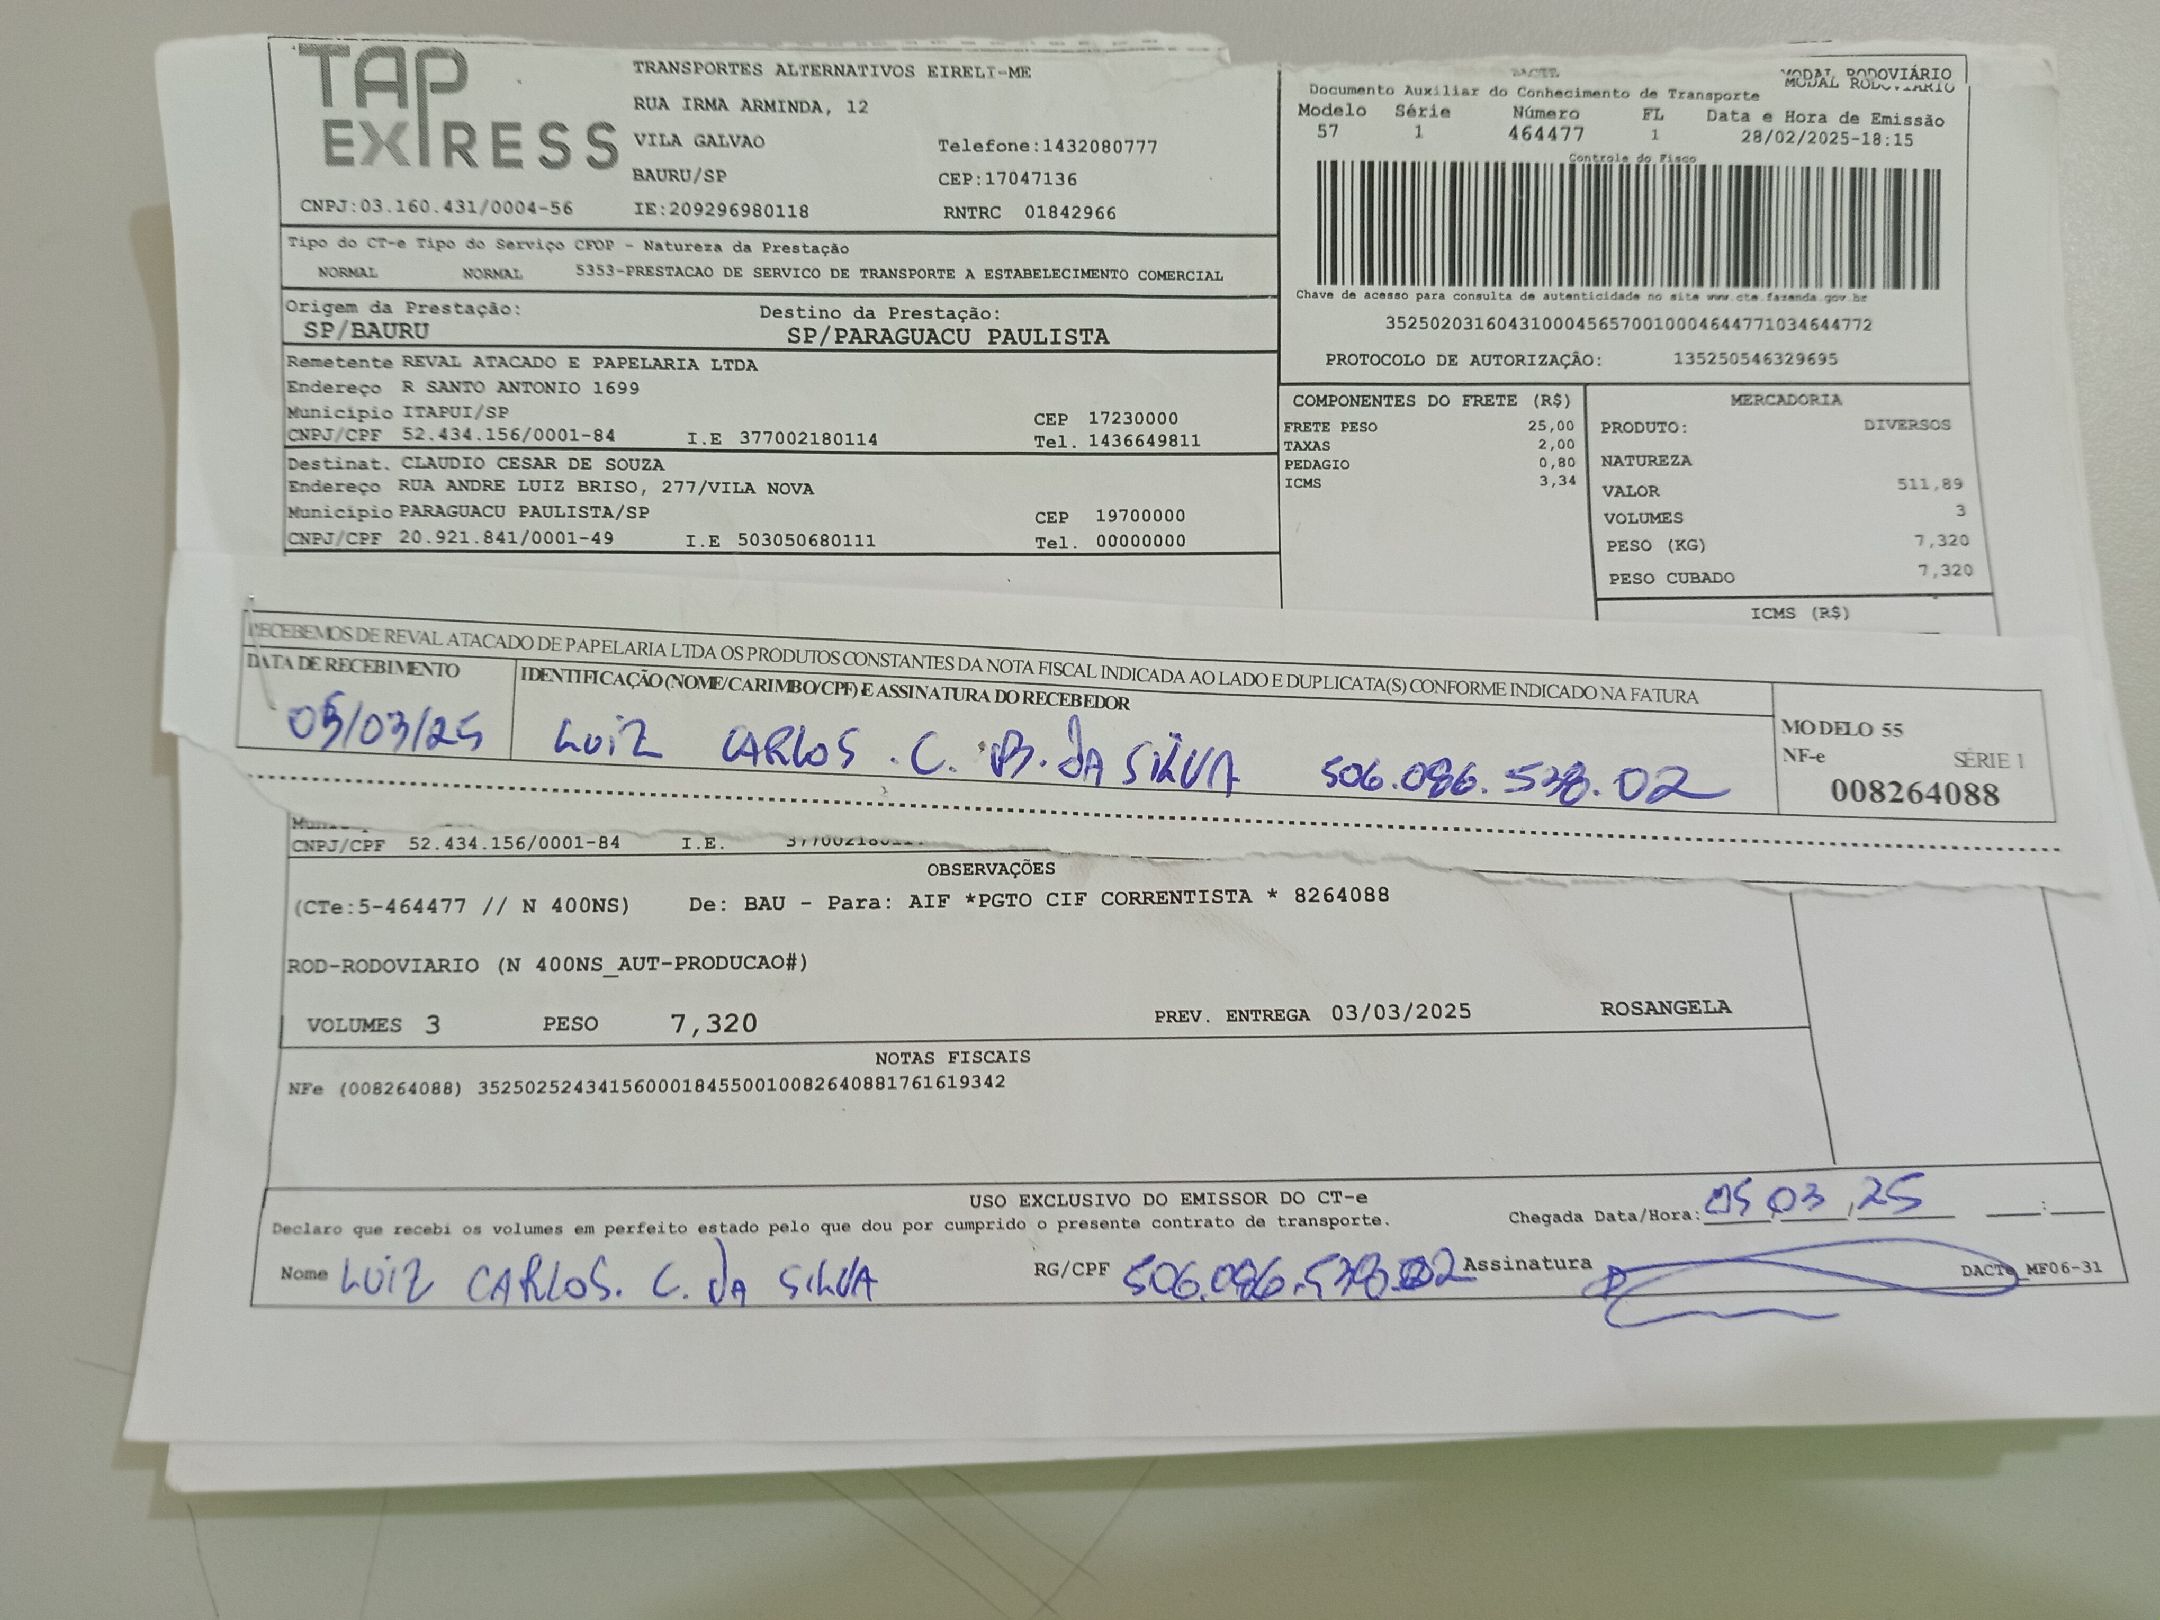 TAP EXPRESS
TRANSPORTES ALTERNATIVOS EIRELI-ME
RUA IRMA ARMINDA, 12
VILA GALVAO Telefone:1432080777
BAURU/SP CEP:17047136
CNPJ:03.160.431/0004-56 IE:209296980118 RNTRC 01842966
DACTE MODAL RODOVIÁRIO
Documento Auxiliar do Conhecimento de Transporte
Modelo Série Número FL Data e Hora de Emissão
57 1 464477 1 28/02/2025-18:15
Controle do Fisco
Chave de acesso para consulta de autenticidade no site www.cte.fazenda.gov.br
35250203160431000456570010004644771034644772
PROTOCOLO DE AUTORIZAÇÃO: 135250546329695
Tipo do CT-e Tipo do Serviço CFOP - Natureza da Prestação
NORMAL NORMAL 5353-PRESTACAO DE SERVICO DE TRANSPORTE A ESTABELECIMENTO COMERCIAL
Origem da Prestação: Destino da Prestação:
SP/BAURU SP/PARAGUACU PAULISTA
Remetente REVAL ATACADO E PAPELARIA LTDA
Endereço R SANTO ANTONIO 1699
Município ITAPUI/SP CEP 17230000
CNPJ/CPF 52.434.156/0001-84 I.E 377002180114 Tel. 1436649811
Destinat. CLAUDIO CESAR DE SOUZA
Endereço RUA ANDRE LUIZ BRISO, 277/VILA NOVA
Município PARAGUACU PAULISTA/SP CEP 19700000
CNPJ/CPF 20.921.841/0001-49 I.E 503050680111 Tel. 00000000
COMPONENTES DO FRETE (R$)
FRETE PESO 25,00
TAXAS 2,00
PEDAGIO 0,80
ICMS 3,34
MERCADORIA
PRODUTO: DIVERSOS
NATUREZA
VALOR 511,89
VOLUMES 3
PESO (KG) 7,320
PESO CUBADO 7,320
ICMS (R$)
RECEBEMOS DE REVAL ATACADO DE PAPELARIA LTDA OS PRODUTOS CONSTANTES DA NOTA FISCAL INDICADA AO LADO E DUPLICATA(S) CONFORME INDICADO NA FATURA
DATA DE RECEBIMENTO IDENTIFICAÇÃO (NOME/CARIMBO/CPF) E ASSINATURA DO RECEBEDOR
05/03/25 LUIZ CARLOS . C. B. DA SILVA 506.086.538.02
MODELO 55
NF-e SÉRIE 1
008264088
CNPJ/CPF 52.434.156/0001-84 I.E.
OBSERVAÇÕES
(CTe:5-464477 // N 400NS) De: BAU - Para: AIF *PGTO CIF CORRENTISTA * 8264088
ROD-RODOVIARIO (N 400NS_AUT-PRODUCAO#)
VOLUMES 3 PESO 7,320 PREV. ENTREGA 03/03/2025 ROSANGELA
NOTAS FISCAIS
NFe (008264088) 35250252434156000184550010082640881761619342
USO EXCLUSIVO DO EMISSOR DO CT-e
Declaro que recebi os volumes em perfeito estado pelo que dou por cumprido o presente contrato de transporte. Chegada Data/Hora: 05 03 25 :
Nome LUIZ CARLOS. C. DA SILVA RG/CPF 506.086.538.02 Assinatura DACTe MF06-31